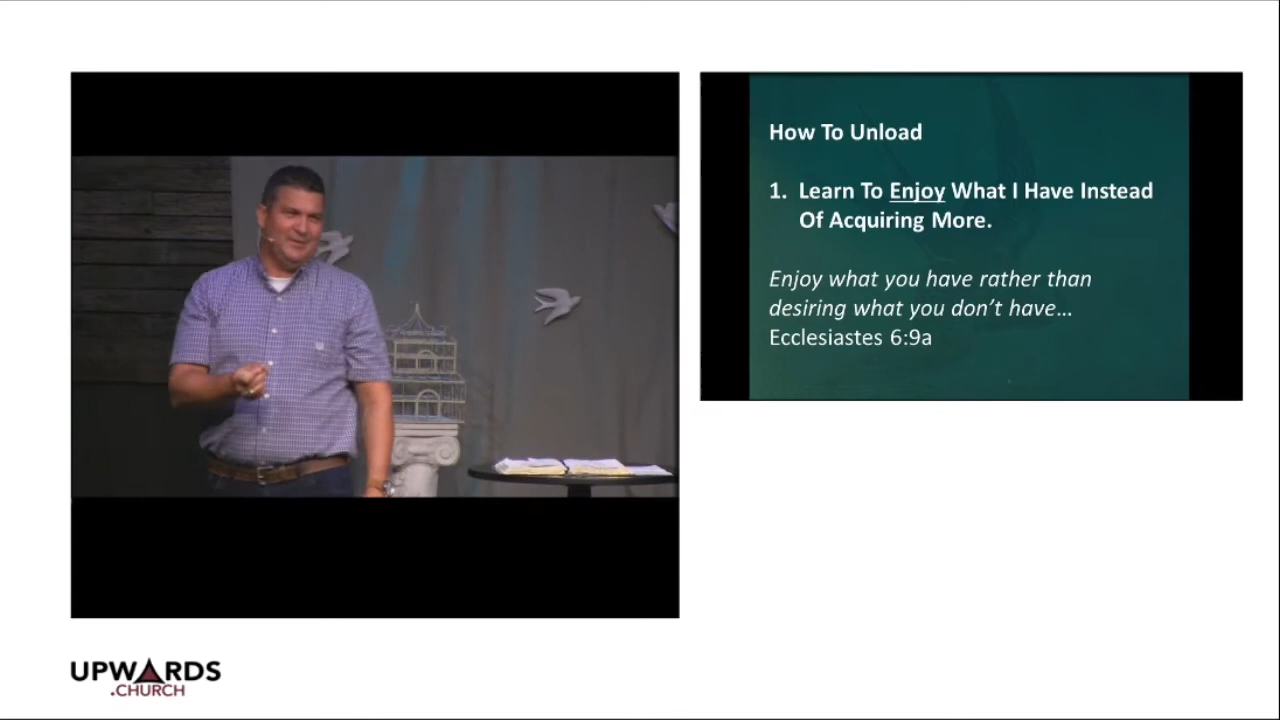 How To Unload
1. Learn To Enjoy What I Have Instead
Of Acquiring More.
Enjoy what you have rather than
desiring what you don't have…
Ecclesiastes 6:9a
UPWARDS
.CHURCH